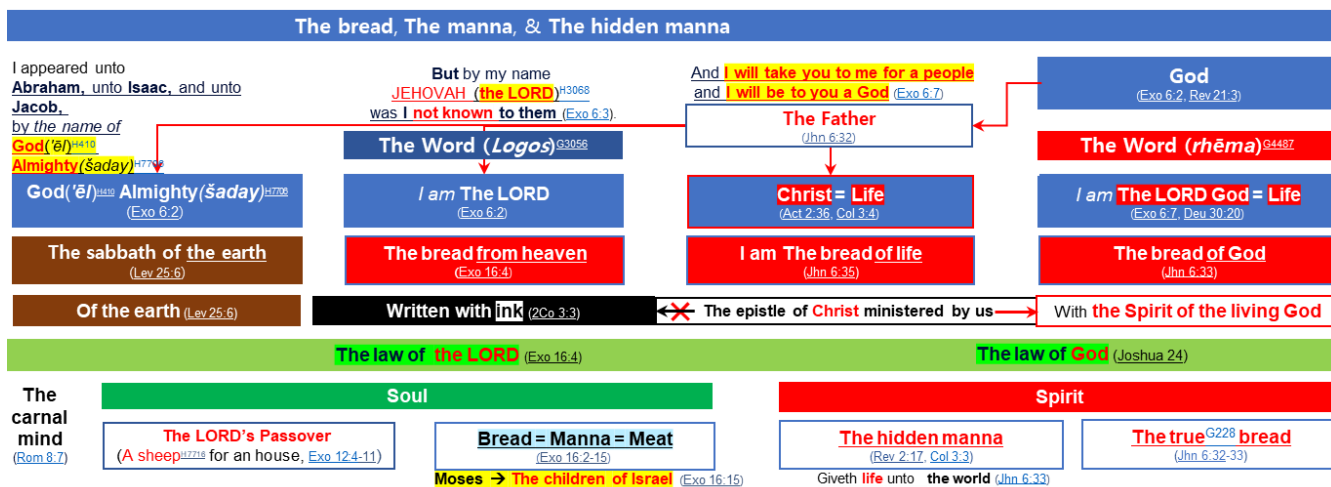 The bread, The manna, & The hidden manna
I appeared unto
Abraham, unto Isaac, and unto
Jacob,
by the name of
God('ēl)H410
Almighty(šaday)H7706
But by my name
JEHOVAH (the LORD)H3068
was I not known to them (Exo 6:3).
And I will take you to me for a people
and I will be to you a God (Exo 6:7)
God
(Exo 6:2, Rev 21:3)
The Father
(Jhn 6:32)
The Word (Logos)G3056
The Word (rhēma)G4487
God('ēl)H410 Almighty(šaday)H7706
(Exo 6:2)
I am The LORD
(Exo 6:2)
Christ = Life
(Act 2:36, Col 3:4)
I am The LORD God = Life
(Exo 6:7, Deu 30:20)
The sabbath of the earth
(Lev 25:6)
The bread from heaven
(Exo 16:4)
I am The bread of life
(Jhn 6:35)
The bread of God
(Jhn 6:33)
Of the earth (Lev 25:6)
Written with ink (2Co 3:3)
The epistle of Christ ministered by us
With the Spirit of the living God
The law of the LORD (Exo 16:4)
The law of God (Joshua 24)
The
carnal
mind
(Rom 8:7)
Soul
Spirit
The LORD's Passover
(A sheepH7716 for an house, Exo 12:4-11)
Bread = Manna = Meat
(Exo 16:2-15)
Moses → The children of Israel (Exo 16:15)
The hidden manna
(Rev 2:17, Col 3:3)
Giveth life unto the world (Jhn 6:33)
The trueG228 bread
(Jhn 6:32-33)